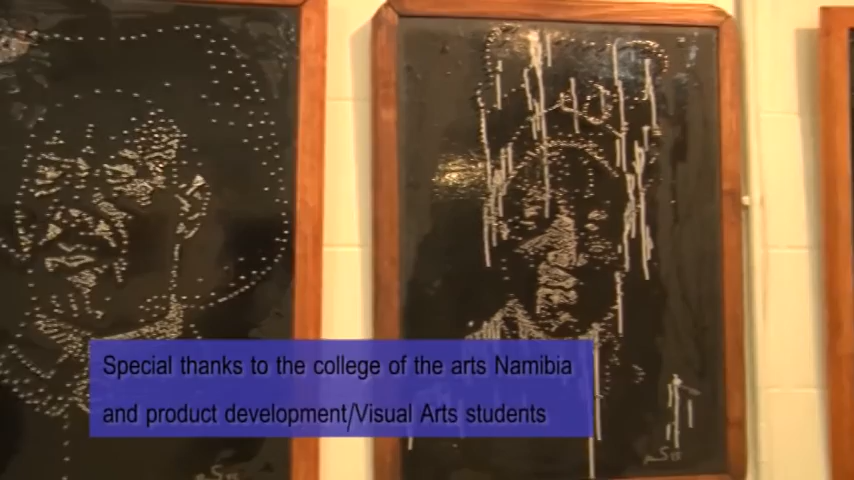 Special thanks to the college of the arts Namibia
and product development/Visual Arts students